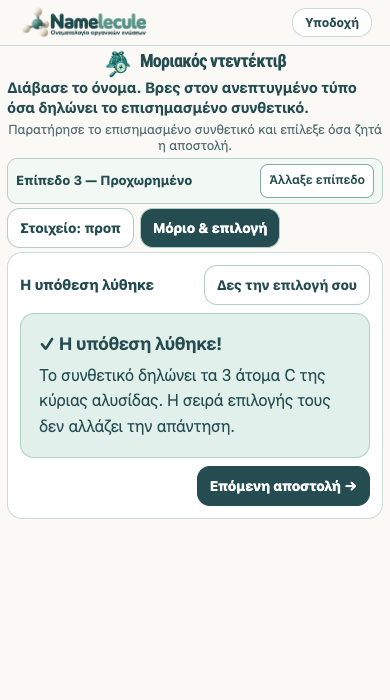 Namelecule
Ονοματολογία οργανικών ενώσεων
Υποδοχή
Μοριακός ντεντέκτιβ
Διάβασε το όνομα. Βρες στον ανεπτυγμένο τύπο
όσα δηλώνει το επισημασμένο συνθετικό.
Παρατήρησε το επισημασμένο συνθετικό και επίλεξε όσα ζητά
η αποστολή.
Επίπεδο 3 — Προχωρημένο
Άλλαξε επίπεδο
Στοιχείο: προπ
Μόριο & επιλογή
Η υπόθεση λύθηκε
Δες την επιλογή σου
✓ Η υπόθεση λύθηκε!
Το συνθετικό δηλώνει τα 3 άτομα C της
κύριας αλυσίδας. Η σειρά επιλογής τους
δεν αλλάζει την απάντηση.
Επόμενη αποστολή →